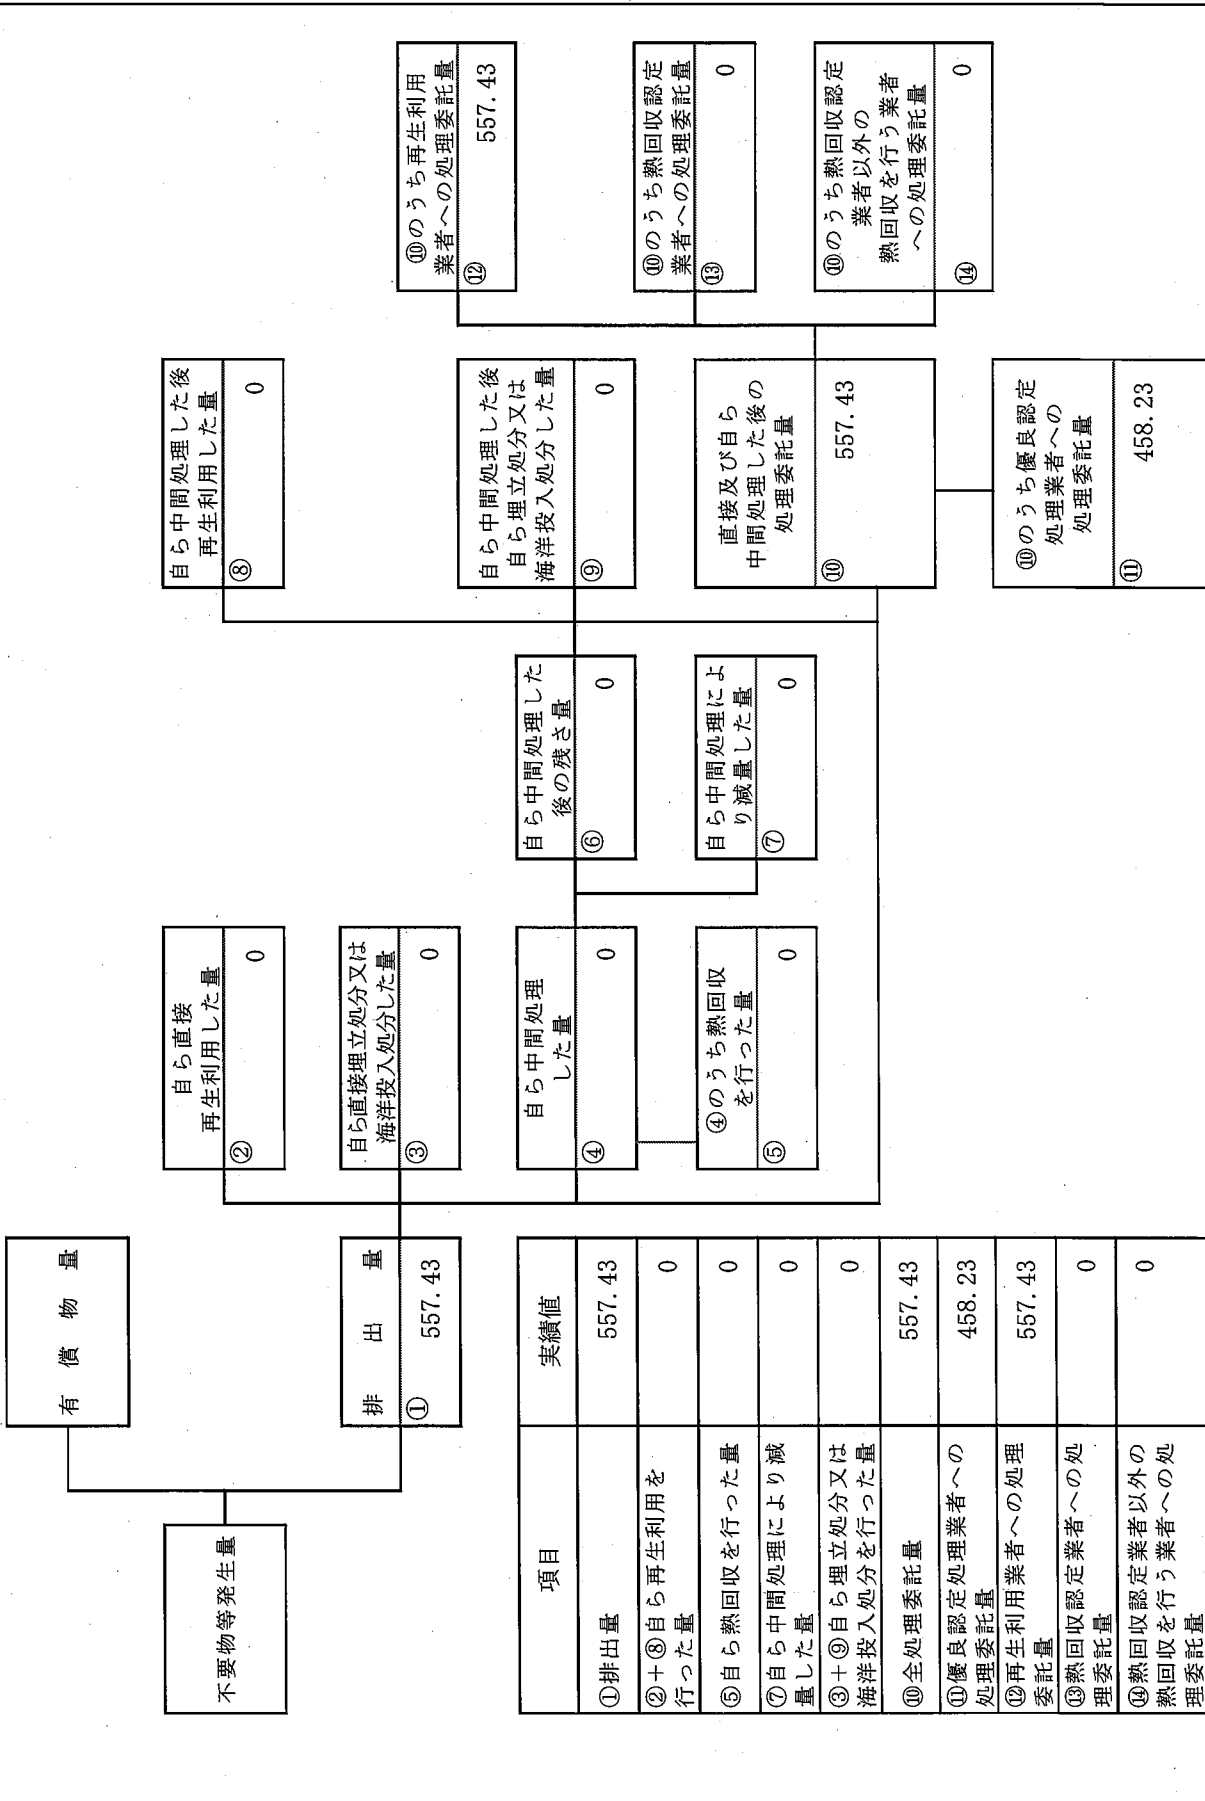 不要物等発生量
有償物量
排出量
①
557.43
自ら直接
再生利用した量
②
0
自ら直接埋立処分又は
海洋投入処分した量
③
0
自ら中間処理
した量
④
0
④のうち熱回収
を行った量
⑤
0
自ら中間処理した
後の残さ量
⑥
0
自ら中間処理によ
り減量した量
⑦
0
自ら中間処理した後
再生利用した量
⑧
0
自ら中間処理した後
自ら埋立処分又は
海洋投入処分した量
⑨
0
直接及び自ら
中間処理した後の
処理委託量
⑩
557.43
⑩のうち優良認定
処理業者への
処理委託量
⑪
458.23
⑩のうち再生利用
業者への処理委託量
⑫
557.43
⑩のうち熱回収認定
業者への処理委託量
⑬
0
⑩のうち熱回収認定
業者以外の
熱回収を行う業者
への処理委託量
⑭
0
項目 実績値
①排出量 557.43
②+⑧自ら再生利用を
行った量 0
⑤自ら熱回収を行った量 0
⑦自ら中間処理により減
量した量 0
③+⑨自ら埋立処分又は
海洋投入処分を行った量 0
⑩全処理委託量 557.43
⑪優良認定処理業者への
処理委託量 458.23
⑫再生利用業者への処理
委託量 557.43
⑬熱回収認定業者への処
理委託量 0
⑭熱回収認定業者以外の
熱回収を行う業者への処
理委託量 0